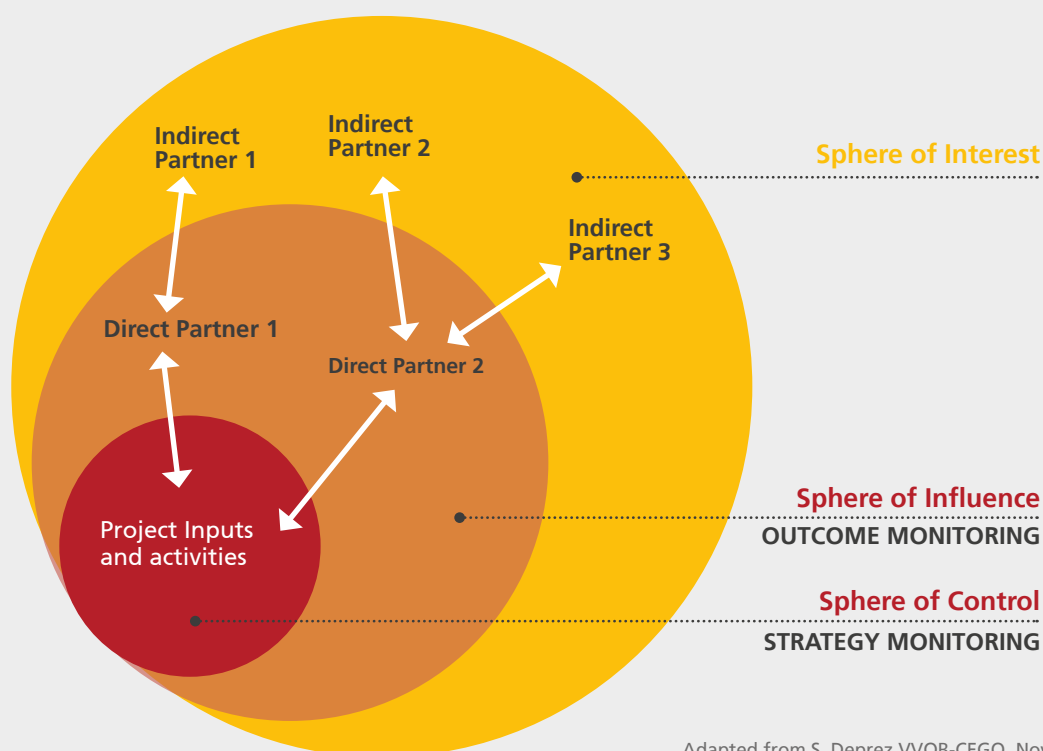 Indirect
Partner 1
Indirect
Partner 2
Sphere of Interest
Indirect
Partner 3
Direct Partner 1
Direct Partner 2
Sphere of Influence
OUTCOME MONITORING
Project Inputs
and activities
Sphere of Control
STRATEGY MONITORING
Adapted from S. Deprez VVOB-CEGO, Nov